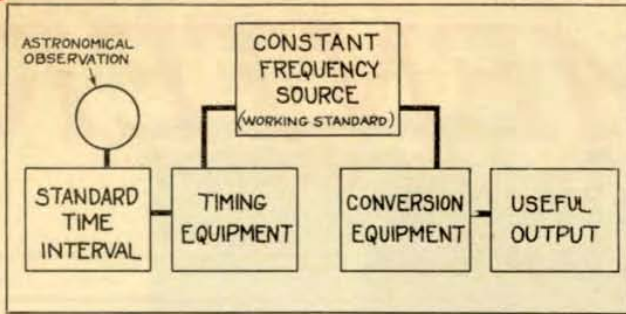 ASTRONOMICAL
OBSERVATION
CONSTANT
FREQUENCY
SOURCE
(WORKING STANDARD)
STANDARD
TIME
INTERVAL
TIMING
EQUIPMENT
CONVERSION
EQUIPMENT
USEFUL
OUTPUT